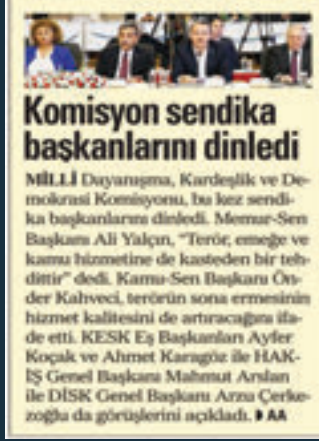 Komisyon sendika
başkanlarını dinledi
MİLLİ Dayanışma, Kardeşlik ve De-
mokrasi Komisyonu, bu kez sendi-
ka başkanlarını dinledi. Memur-Sen
Başkanı Ali Yalçın, "Terör, emeğe ve
kamu hizmetine de kasteden bir teh-
dittir" dedi. Kamu-Sen Başkanı Ön-
der Kahveci, terörün sona ermesinin
hizmet kalitesini de artıracağını ifa-
de etti. KESK Eş Başkanları Ayfer
Koçak ve Ahmet Karagöz ile HAK-
İŞ Genel Başkanı Mahmut Arslan
ile DİSK Genel Başkanı Arzu Çerke-
zoğlu da görüşlerini açıkladı. AA